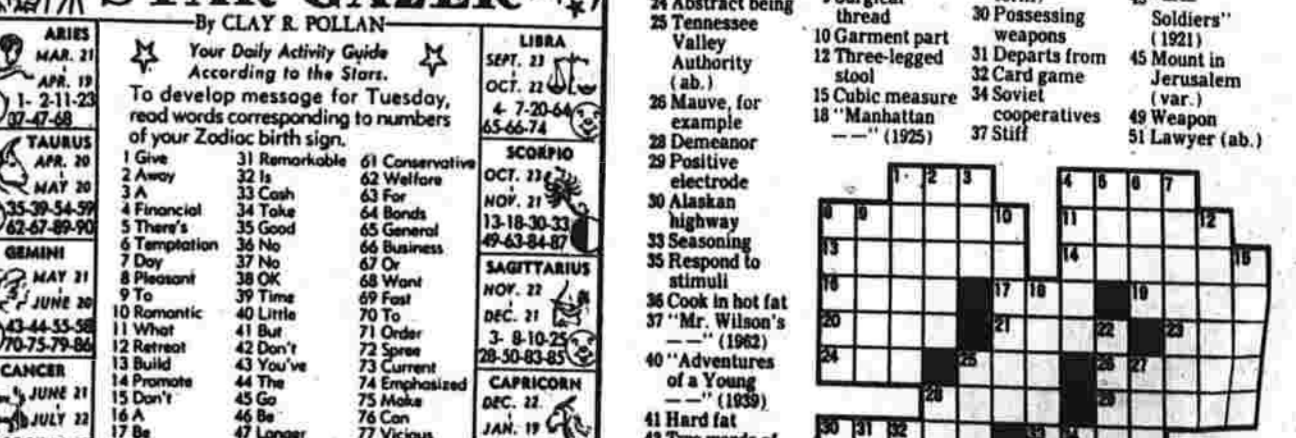 STAR GAZER
By CLAY R. POLLAN
Your Daily Activity Guide
According to the Stars.
To develop message for Tuesday,
read words corresponding to numbers
of your Zodiac birth sign.
ARIES
MAR. 21
APR. 19
1- 2-11-23
37-47-68
TAURUS
APR. 20
MAY 20
35-39-54-59
62-67-89-90
GEMINI
MAY 21
JUNE 20
43-44-55-58
70-75-79-86
CANCER
JUNE 21
JULY 22
1 Give
2 Away
3 A
4 Financial
5 There's
6 Temptation
7 Day
8 Pleasant
9 To
10 Romantic
11 What
12 Retreat
13 Build
14 Promote
15 Don't
16 A
17 Be
31 Remarkable
32 Is
33 Cash
34 Take
35 Good
36 No
37 No
38 OK
39 Time
40 Little
41 But
42 Don't
43 You've
44 The
45 Go
46 Be
47 Longer
61 Conservative
62 Welfare
63 For
64 Bonds
65 General
66 Business
67 Or
68 Want
69 Fast
70 To
71 Order
72 Spree
73 Current
74 Emphasized
75 Make
76 Can
77 Vicious
LIBRA
SEPT. 23
OCT. 22
4- 7-20-64
65-66-74
SCORPIO
OCT. 23
NOV. 21
13-18-30-33
49-63-84-87
SAGITTARIUS
NOV. 22
DEC. 21
3- 8-10-25
28-50-83-85
CAPRICORN
DEC. 22
JAN. 19
24 Abstract being
25 Tennessee
Valley
Authority
(ab.)
26 Mauve, for
example
28 Demeanor
29 Positive
electrode
30 Alaskan
highway
33 Seasoning
35 Respond to
stimuli
36 Cook in hot fat
37 "Mr. Wilson's
— —" (1962)
40 "Adventures
of a Young
— —" (1939)
41 Hard fat
thread
10 Garment part
12 Three-legged
stool
15 Cubic measure
18 "Manhattan
— —" (1925)
30 Possessing
weapons
31 Departs from
32 Card game
34 Soviet
cooperatives
37 Stiff
Soldiers"
(1921)
45 Mount in
Jerusalem
(var.)
49 Weapon
51 Lawyer (ab.)
1 2 3 4 5 6 7
8 9 10 11 12
13 14 15
16 17 18 19
20 21 22 23
24 25 26 27
28 29
30 31 32 33 34